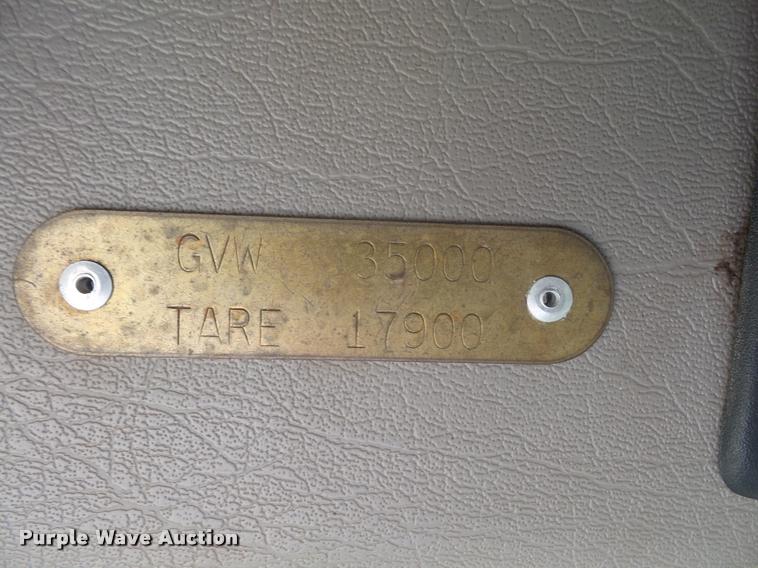 GVW 35000
TARE 17900
Purple Wave Auction